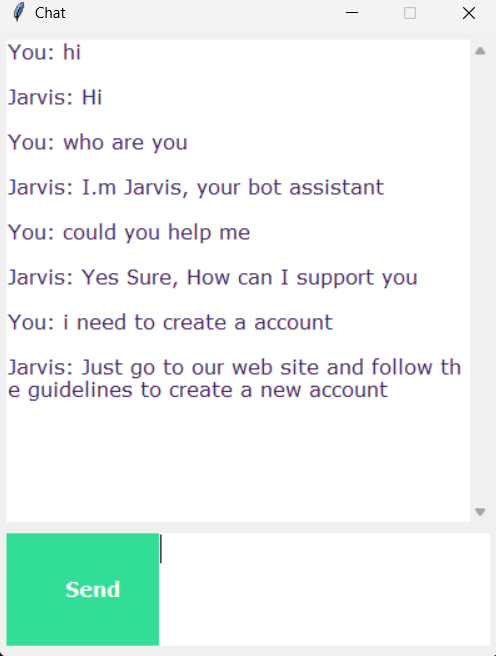 Chat
You: hi
Jarvis: Hi
You: who are you
Jarvis: I.m Jarvis, your bot assistant
You: could you help me
Jarvis: Yes Sure, How can I support you
You: i need to create a account
Jarvis: Just go to our web site and follow th
e guidelines to create a new account
Send